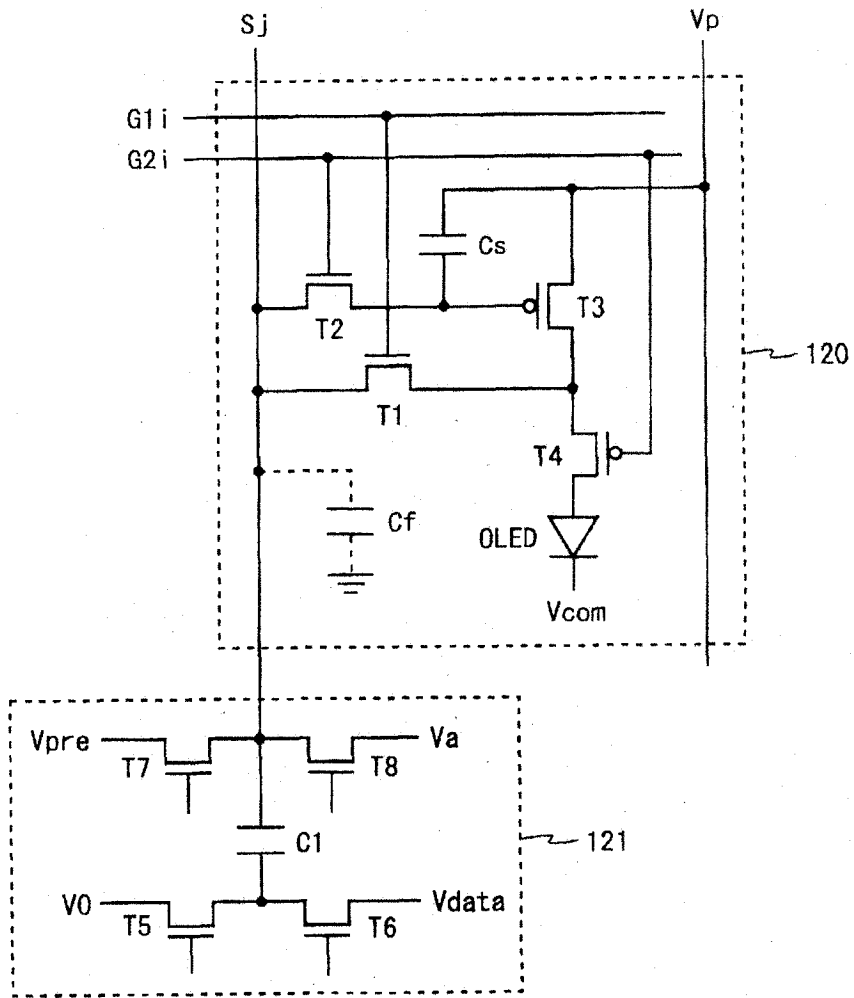 Sj
Vp
G1i
G2i
Cs
T2
T3
120
T1
T4
Cf
OLED
Vcom
Vpre
Va
T7
T8
C1
121
V0
Vdata
T5
T6